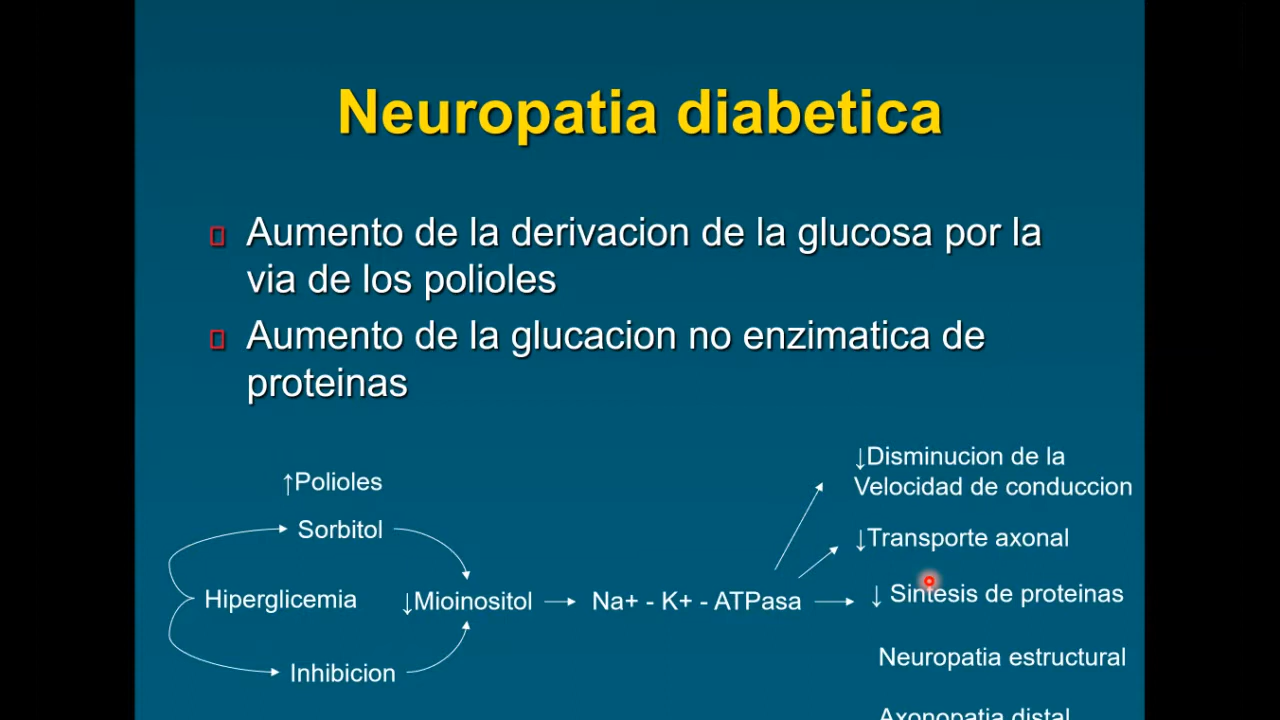 Neuropatia diabetica
Aumento de la derivacion de la glucosa por la
via de los polioles
Aumento de la glucacion no enzimatica de
proteinas
↑Polioles
Sorbitol
Hiperglicemia
↓Mioinositol
Inhibicion
Na+ - K+ - ATPasa
↓Disminucion de la
Velocidad de conduccion
↓Transporte axonal
↓ Sintesis de proteinas
Neuropatia estructural
Axonopatia distal